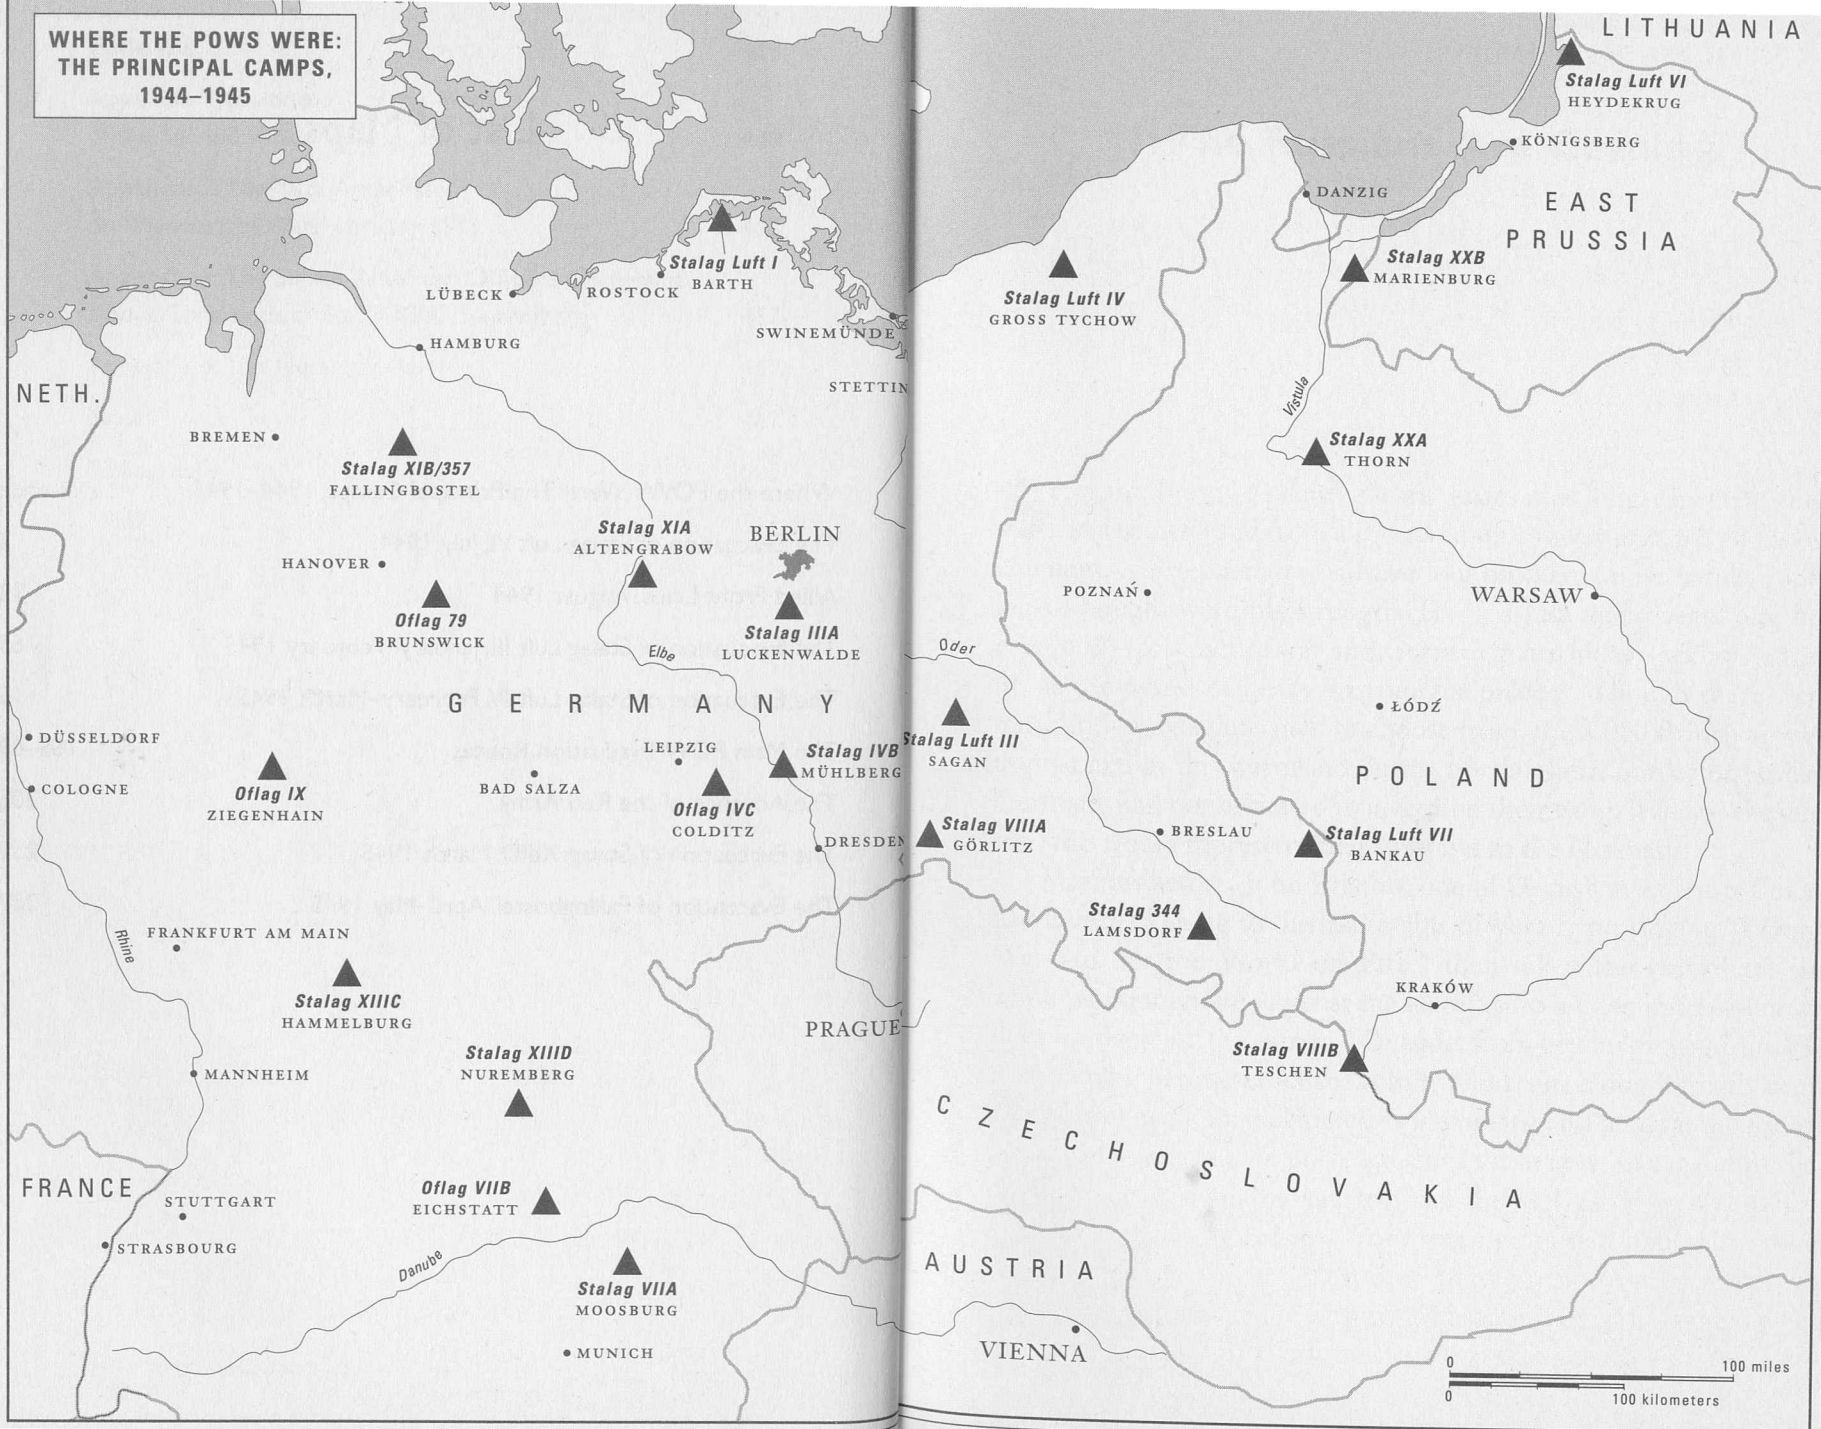 WHERE THE POWS WERE:
THE PRINCIPAL CAMPS,
1944–1945
LITHUANIA
Stalag Luft VI
HEYDEKRUG
KÖNIGSBERG
DANZIG
EAST
PRUSSIA
Stalag Luft I
BARTH
LÜBECK
ROSTOCK
SWINEMÜNDE
STETTIN
Stalag Luft IV
GROSS TYCHOW
Stalag XXB
MARIENBURG
HAMBURG
NETH.
BREMEN
Stalag XIB/357
FALLINGBOSTEL
Vistula
Stalag XXA
THORN
Stalag XIA
ALTENGRABOW
BERLIN
HANOVER
Oflag 79
BRUNSWICK
Stalag IIIA
LUCKENWALDE
Elbe
Oder
POZNAŃ
WARSAW
GERMANY
ŁÓDŹ
DÜSSELDORF
COLOGNE
Oflag IX
ZIEGENHAIN
BAD SALZA
LEIPZIG
Stalag IVB
MÜHLBERG
Oflag IVC
COLDITZ
DRESDEN
Stalag Luft III
SAGAN
Stalag VIIIA
GÖRLITZ
BRESLAU
POLAND
Stalag Luft VII
BANKAU
Stalag 344
LAMSDORF
KRAKÓW
Rhine
FRANKFURT AM MAIN
Stalag XIIIC
HAMMELBURG
PRAGUE
Stalag VIIIB
TESCHEN
MANNHEIM
Stalag XIIID
NUREMBERG
CZECHOSLOVAKIA
FRANCE
STUTTGART
STRASBOURG
Oflag VIIB
EICHSTATT
Danube
Stalag VIIA
MOOSBURG
MUNICH
AUSTRIA
VIENNA
0 100 miles
0 100 kilometers